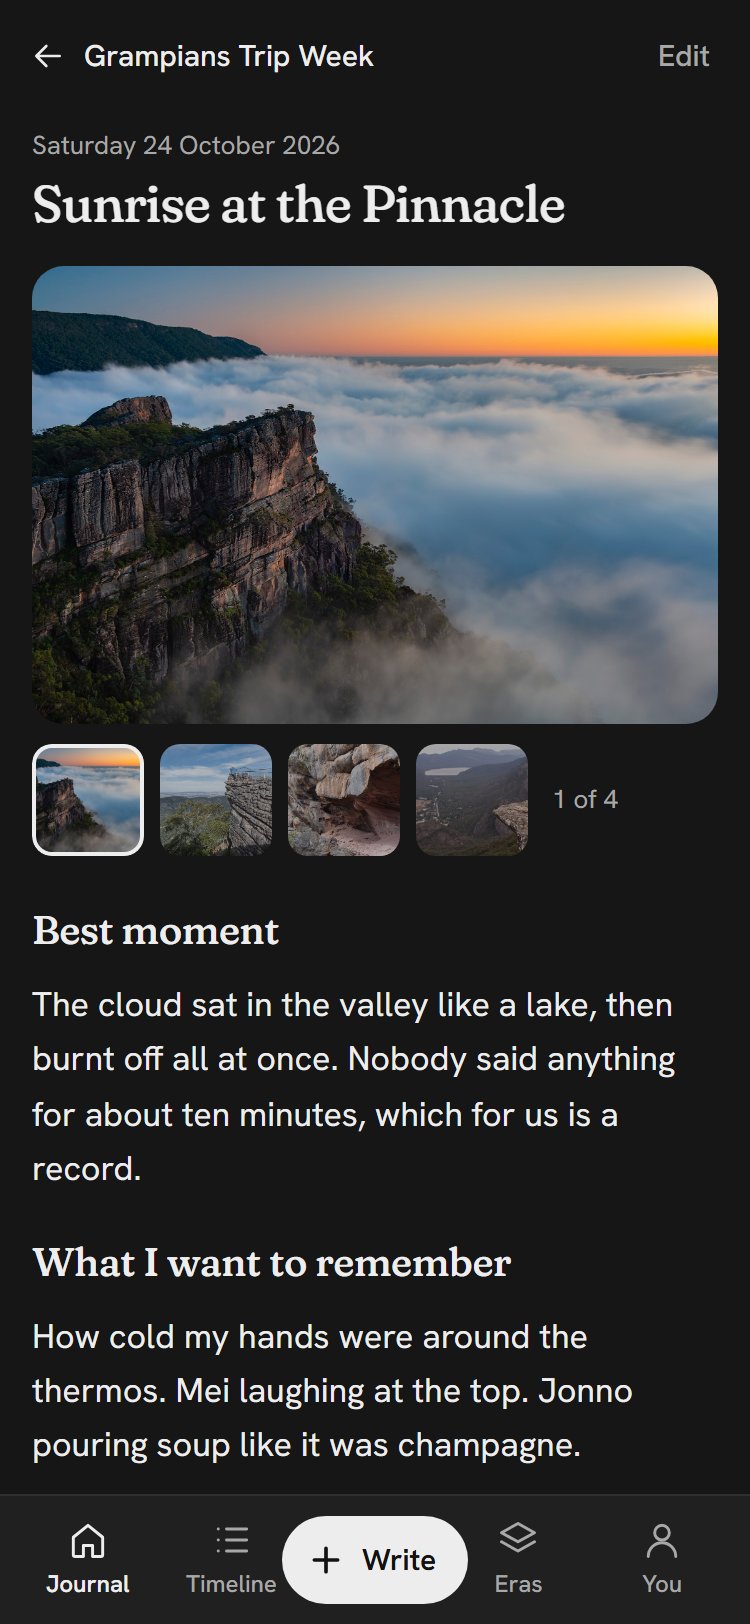 Grampians Trip Week
Edit
Saturday 24 October 2026
Sunrise at the Pinnacle
1 of 4
Best moment
The cloud sat in the valley like a lake, then
burnt off all at once. Nobody said anything
for about ten minutes, which for us is a
record.
What I want to remember
How cold my hands were around the
thermos. Mei laughing at the top. Jonno
pouring soup like it was champagne.
Journal
Timeline
Write
Eras
You